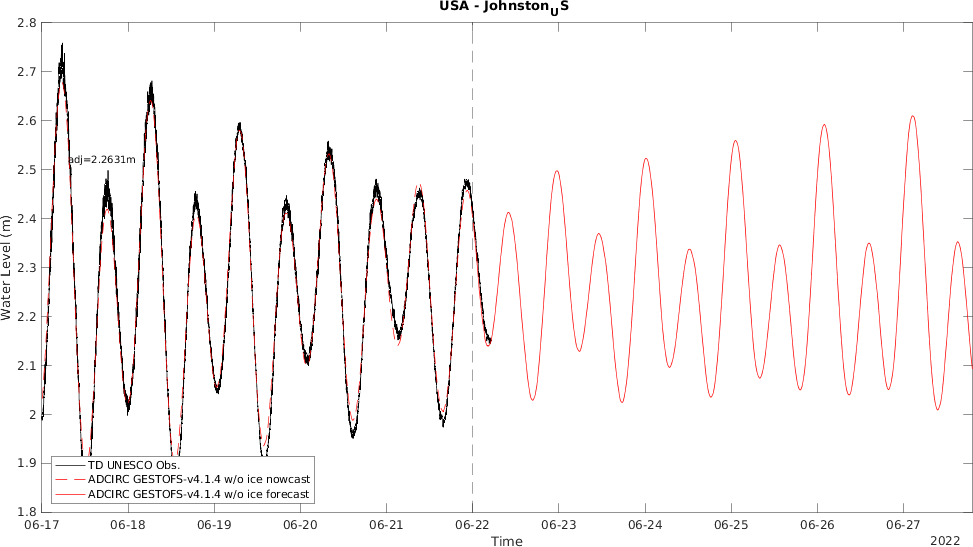 USA - Johnston_US
2.8
2.7
2.6
2.5
2.4
2.3
2.2
2.1
2
1.9
1.8
Water Level (m)
adj=2.2631m
TD UNESCO Obs.
ADCIRC GESTOFS-v4.1.4 w/o ice nowcast
ADCIRC GESTOFS-v4.1.4 w/o ice forecast
06-17 06-18 06-19 06-20 06-21 06-22 06-23 06-24 06-25 06-26 06-27
Time
2022